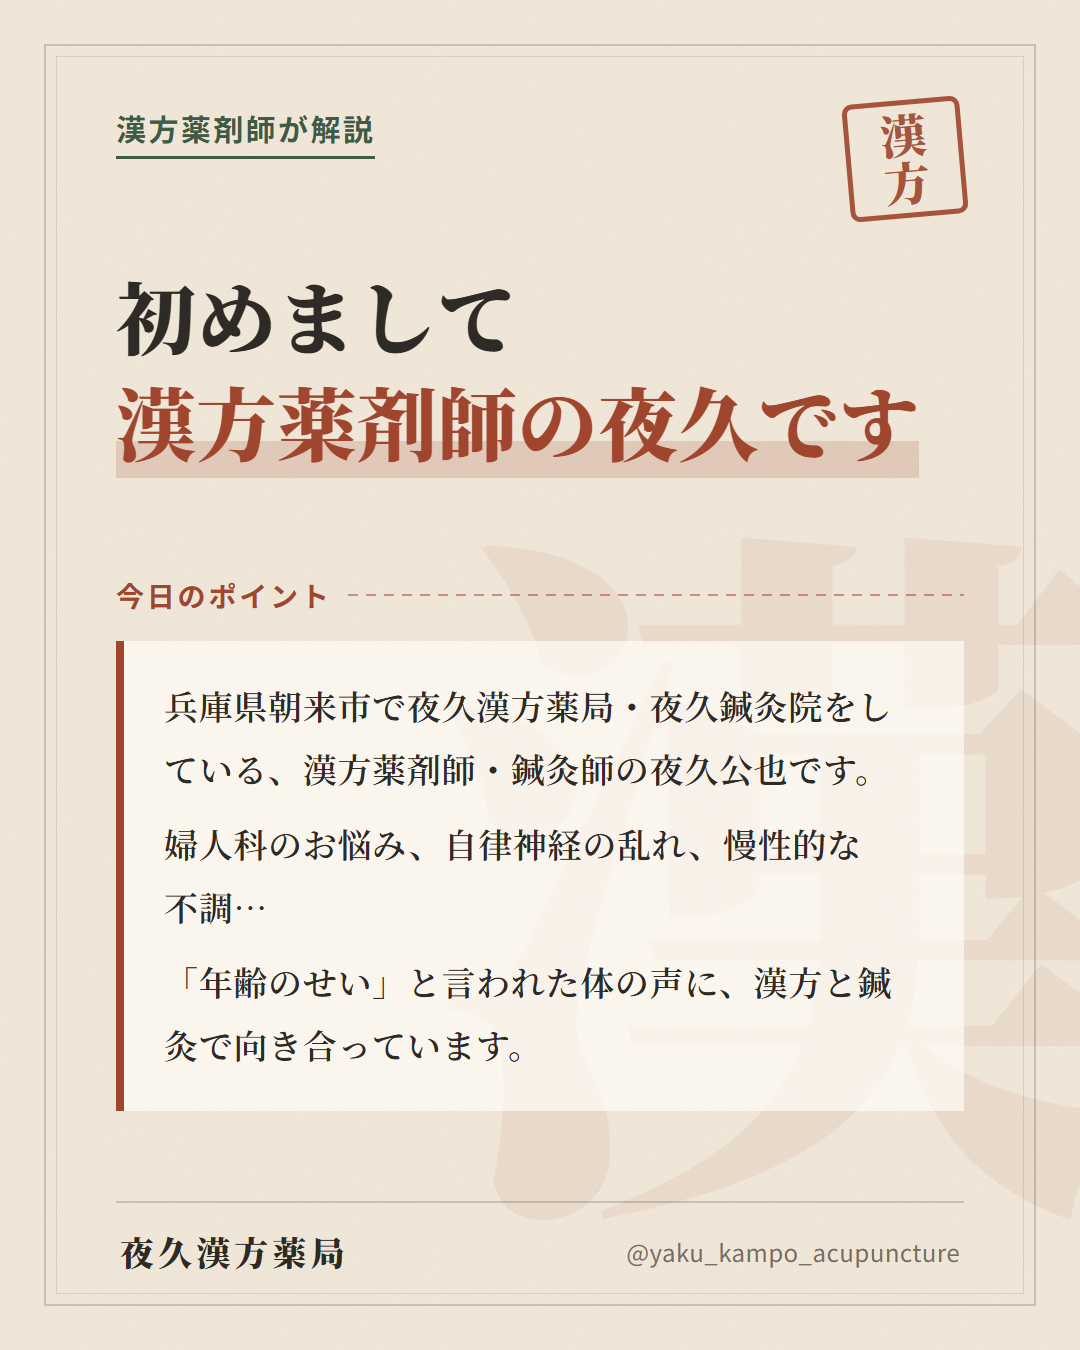 漢方薬剤師が解説
漢方
初めまして
漢方薬剤師の夜久です
今日のポイント
兵庫県朝来市で夜久漢方薬局・夜久鍼灸院をし
ている、漢方薬剤師・鍼灸師の夜久公也です。
婦人科のお悩み、自律神経の乱れ、慢性的な
不調…
「年齢のせい」と言われた体の声に、漢方と鍼
灸で向き合っています。
漢
夜久漢方薬局
@yaku_kampo_acupuncture